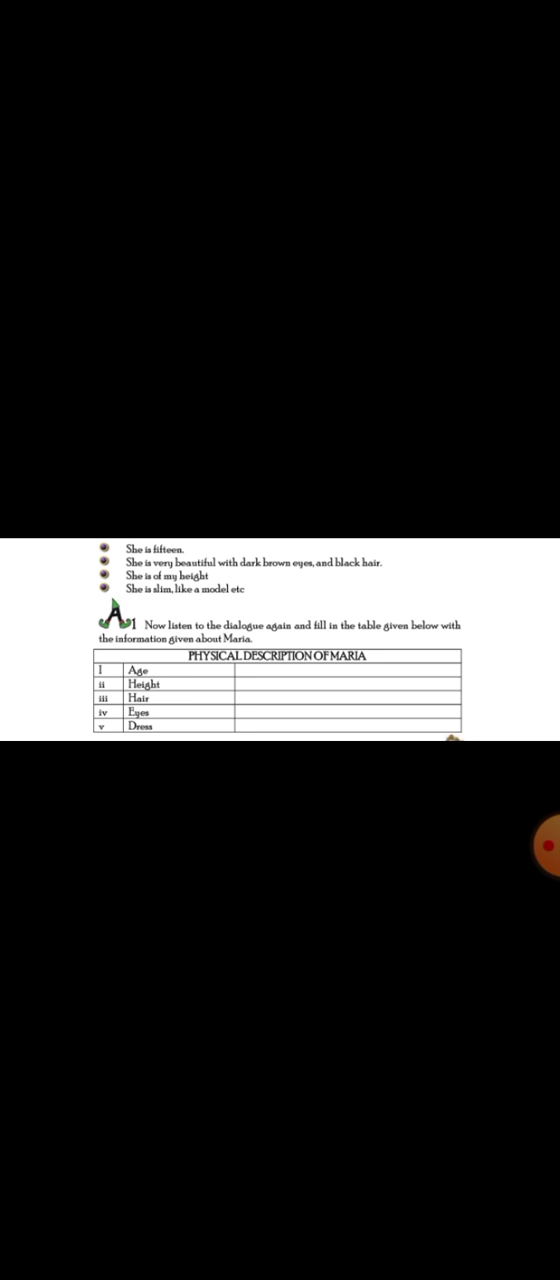 She is fifteen.
She is very beautiful with dark brown eyes, and black hair.
She is of my height
She is slim, like a model etc
A 1 Now listen to the dialogue again and fill in the table given below with
the information given about Maria.
PHYSICAL DESCRIPTION OF MARIA
I Age
ii Height
iii Hair
iv Eyes
v Dress